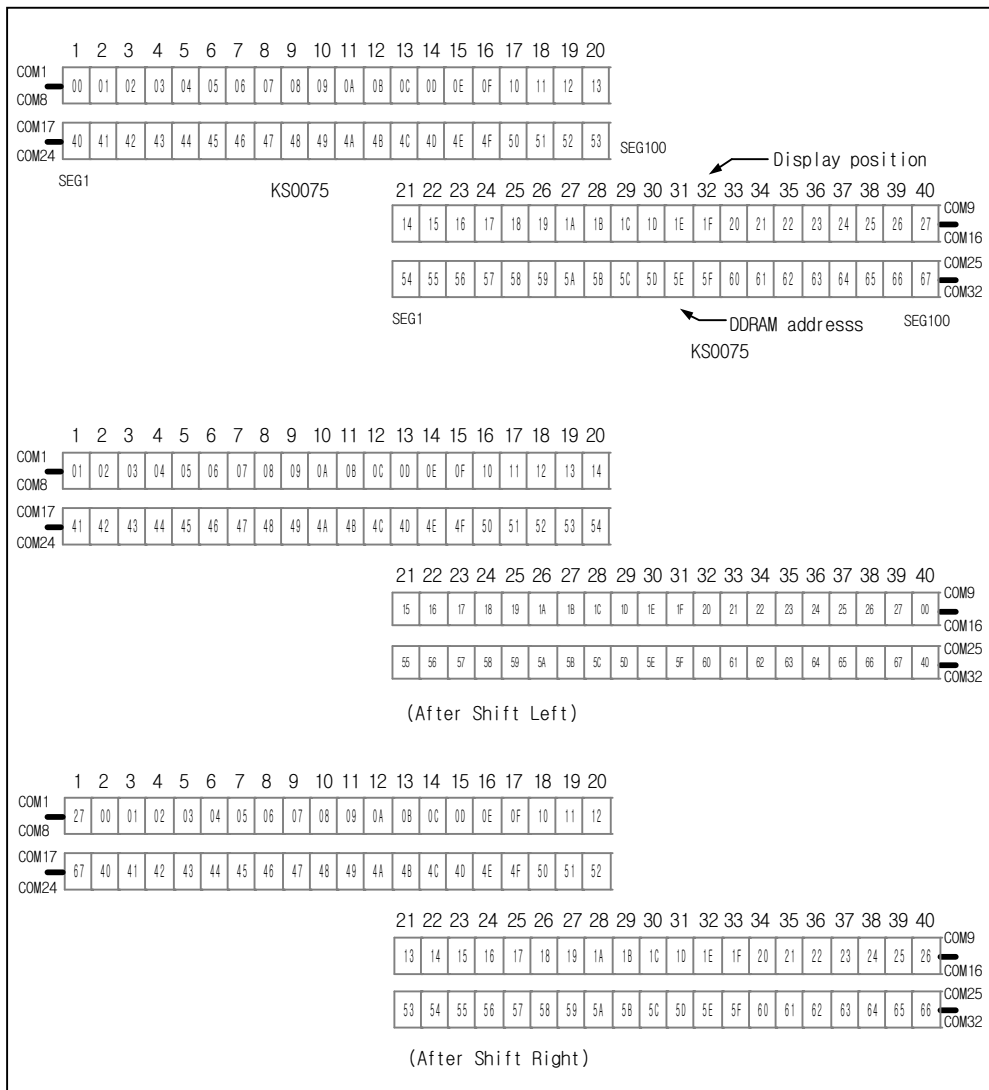 1 2 3 4 5 6 7 8 9 10 11 12 13 14 15 16 17 18 19 20
COM1
COM8
00 01 02 03 04 05 06 07 08 09 0A 0B 0C 0D 0E 0F 10 11 12 13
COM17
COM24
40 41 42 43 44 45 46 47 48 49 4A 4B 4C 4D 4E 4F 50 51 52 53
SEG100
SEG1
KS0075
Display position
21 22 23 24 25 26 27 28 29 30 31 32 33 34 35 36 37 38 39 40
14 15 16 17 18 19 1A 1B 1C 1D 1E 1F 20 21 22 23 24 25 26 27
COM9
COM16
54 55 56 57 58 59 5A 5B 5C 5D 5E 5F 60 61 62 63 64 65 66 67
COM25
COM32
SEG1
DDRAM addresss
SEG100
KS0075
1 2 3 4 5 6 7 8 9 10 11 12 13 14 15 16 17 18 19 20
COM1
COM8
01 02 03 04 05 06 07 08 09 0A 0B 0C 0D 0E 0F 10 11 12 13 14
COM17
COM24
41 42 43 44 45 46 47 48 49 4A 4B 4C 4D 4E 4F 50 51 52 53 54
21 22 23 24 25 26 27 28 29 30 31 32 33 34 35 36 37 38 39 40
15 16 17 18 19 1A 1B 1C 1D 1E 1F 20 21 22 23 24 25 26 27 00
COM9
COM16
55 56 57 58 59 5A 5B 5C 5D 5E 5F 60 61 62 63 64 65 66 67 40
COM25
COM32
(After Shift Left)
1 2 3 4 5 6 7 8 9 10 11 12 13 14 15 16 17 18 19 20
COM1
COM8
27 00 01 02 03 04 05 06 07 08 09 0A 0B 0C 0D 0E 0F 10 11 12
COM17
COM24
67 40 41 42 43 44 45 46 47 48 49 4A 4B 4C 4D 4E 4F 50 51 52
21 22 23 24 25 26 27 28 29 30 31 32 33 34 35 36 37 38 39 40
13 14 15 16 17 18 19 1A 1B 1C 1D 1E 1F 20 21 22 23 24 25 26
COM9
COM16
53 54 55 56 57 58 59 5A 5B 5C 5D 5E 5F 60 61 62 63 64 65 66
COM25
COM32
(After Shift Right)